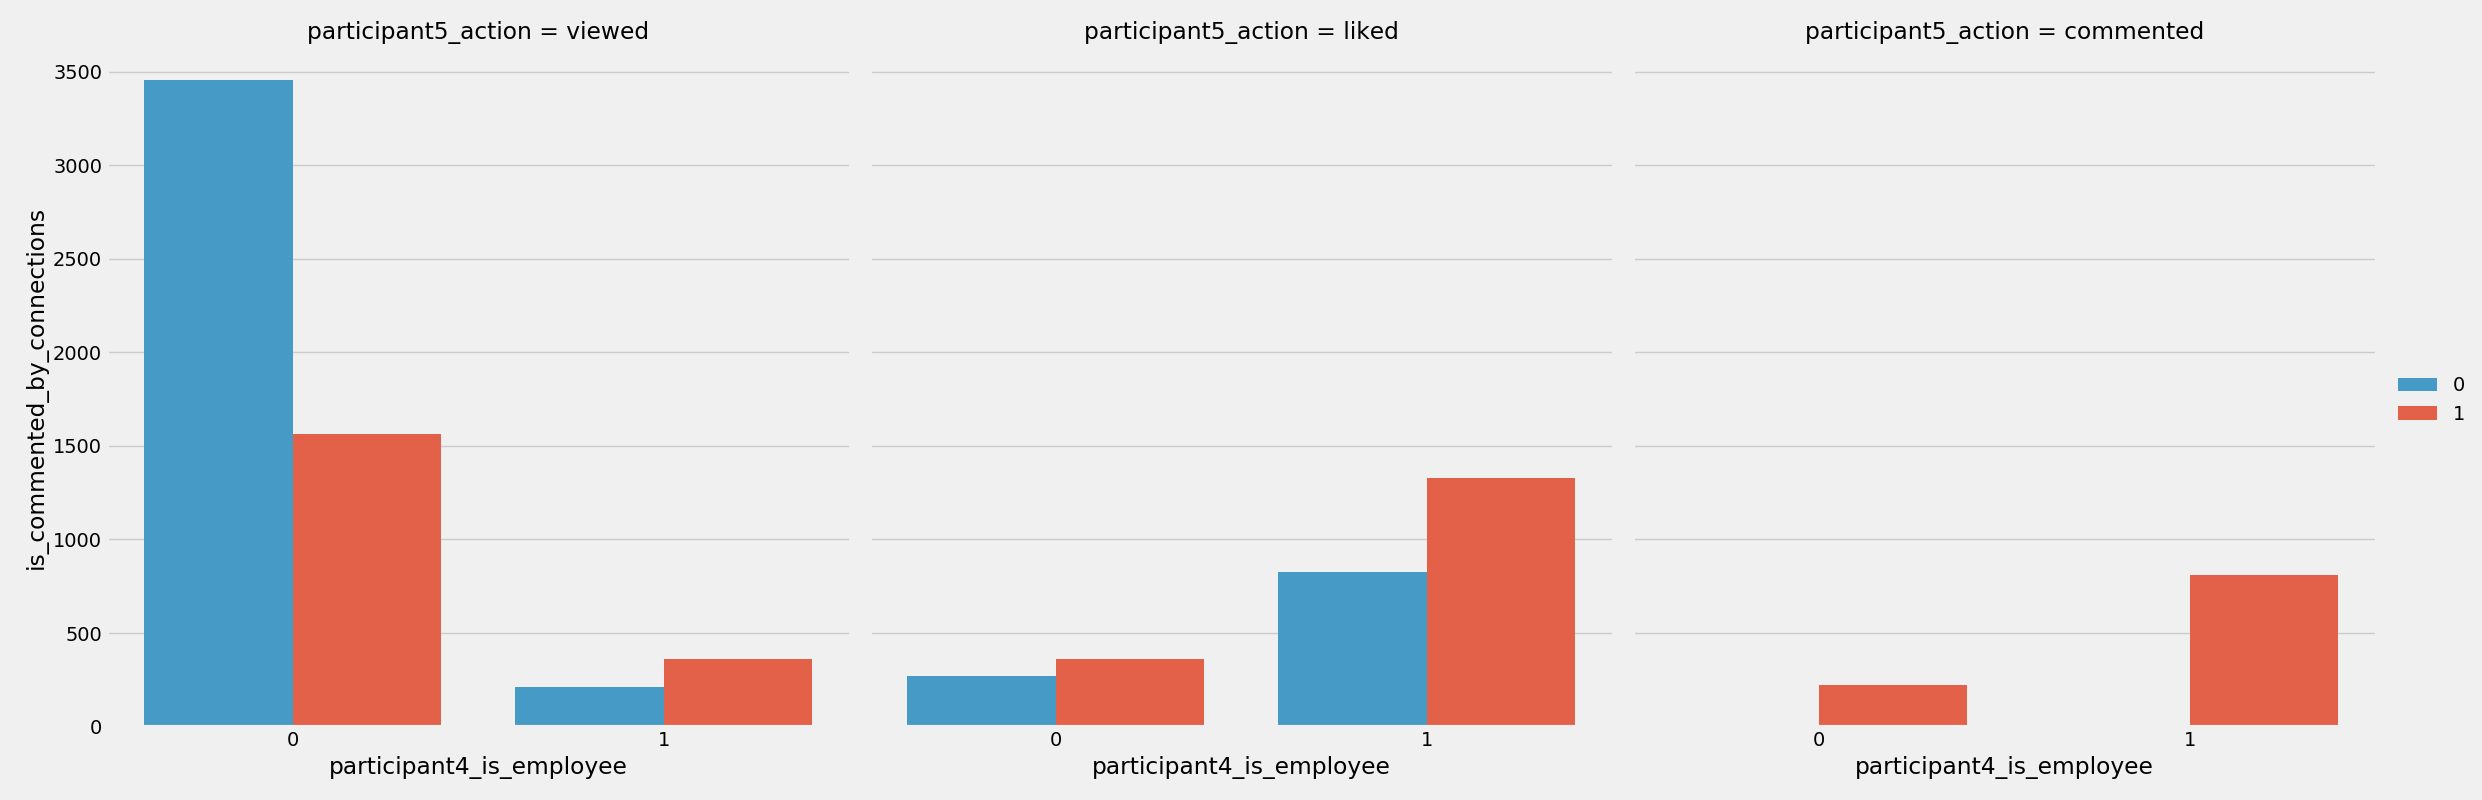 participant5_action = viewed
participant5_action = liked
participant5_action = commented
is_commented_by_connections
3500
3000
2500
2000
1500
1000
500
0
0 1
0 1
0 1
participant4_is_employee
participant4_is_employee
participant4_is_employee
0
1